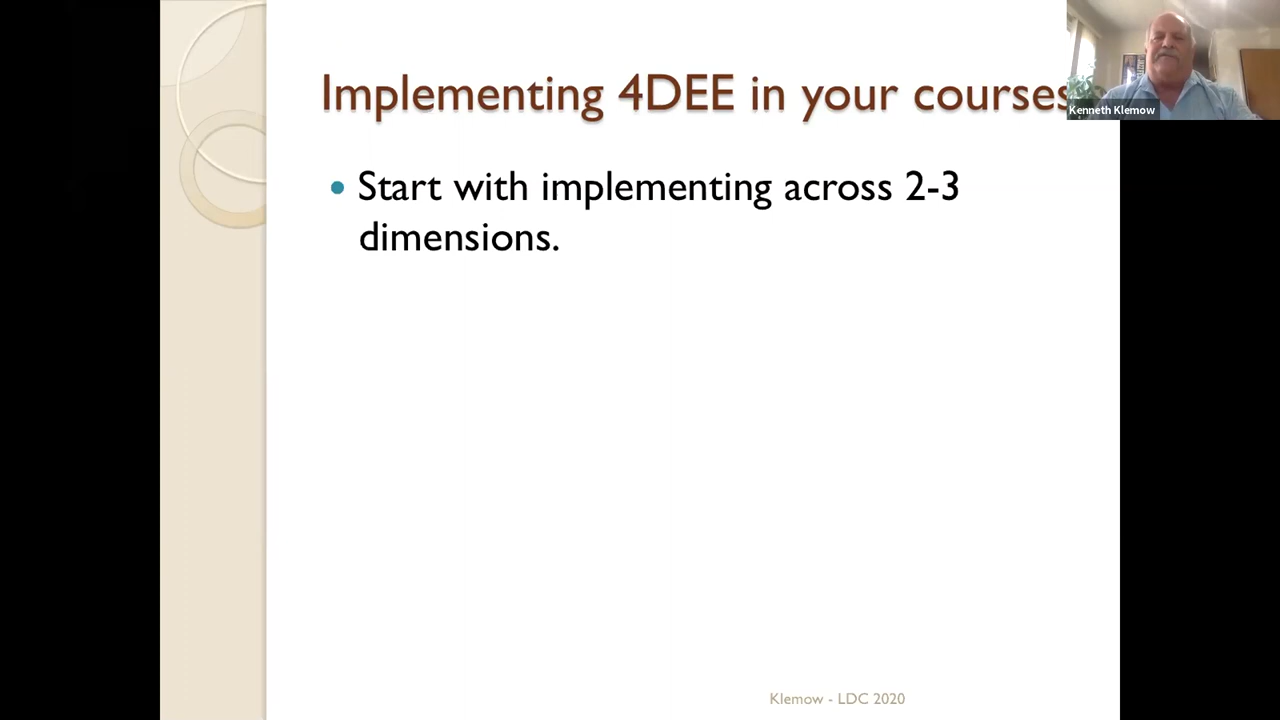 Implementing 4DEE in your courses
Kenneth Klemow
• Start with implementing across 2-3
dimensions.
Klemow - LDC 2020